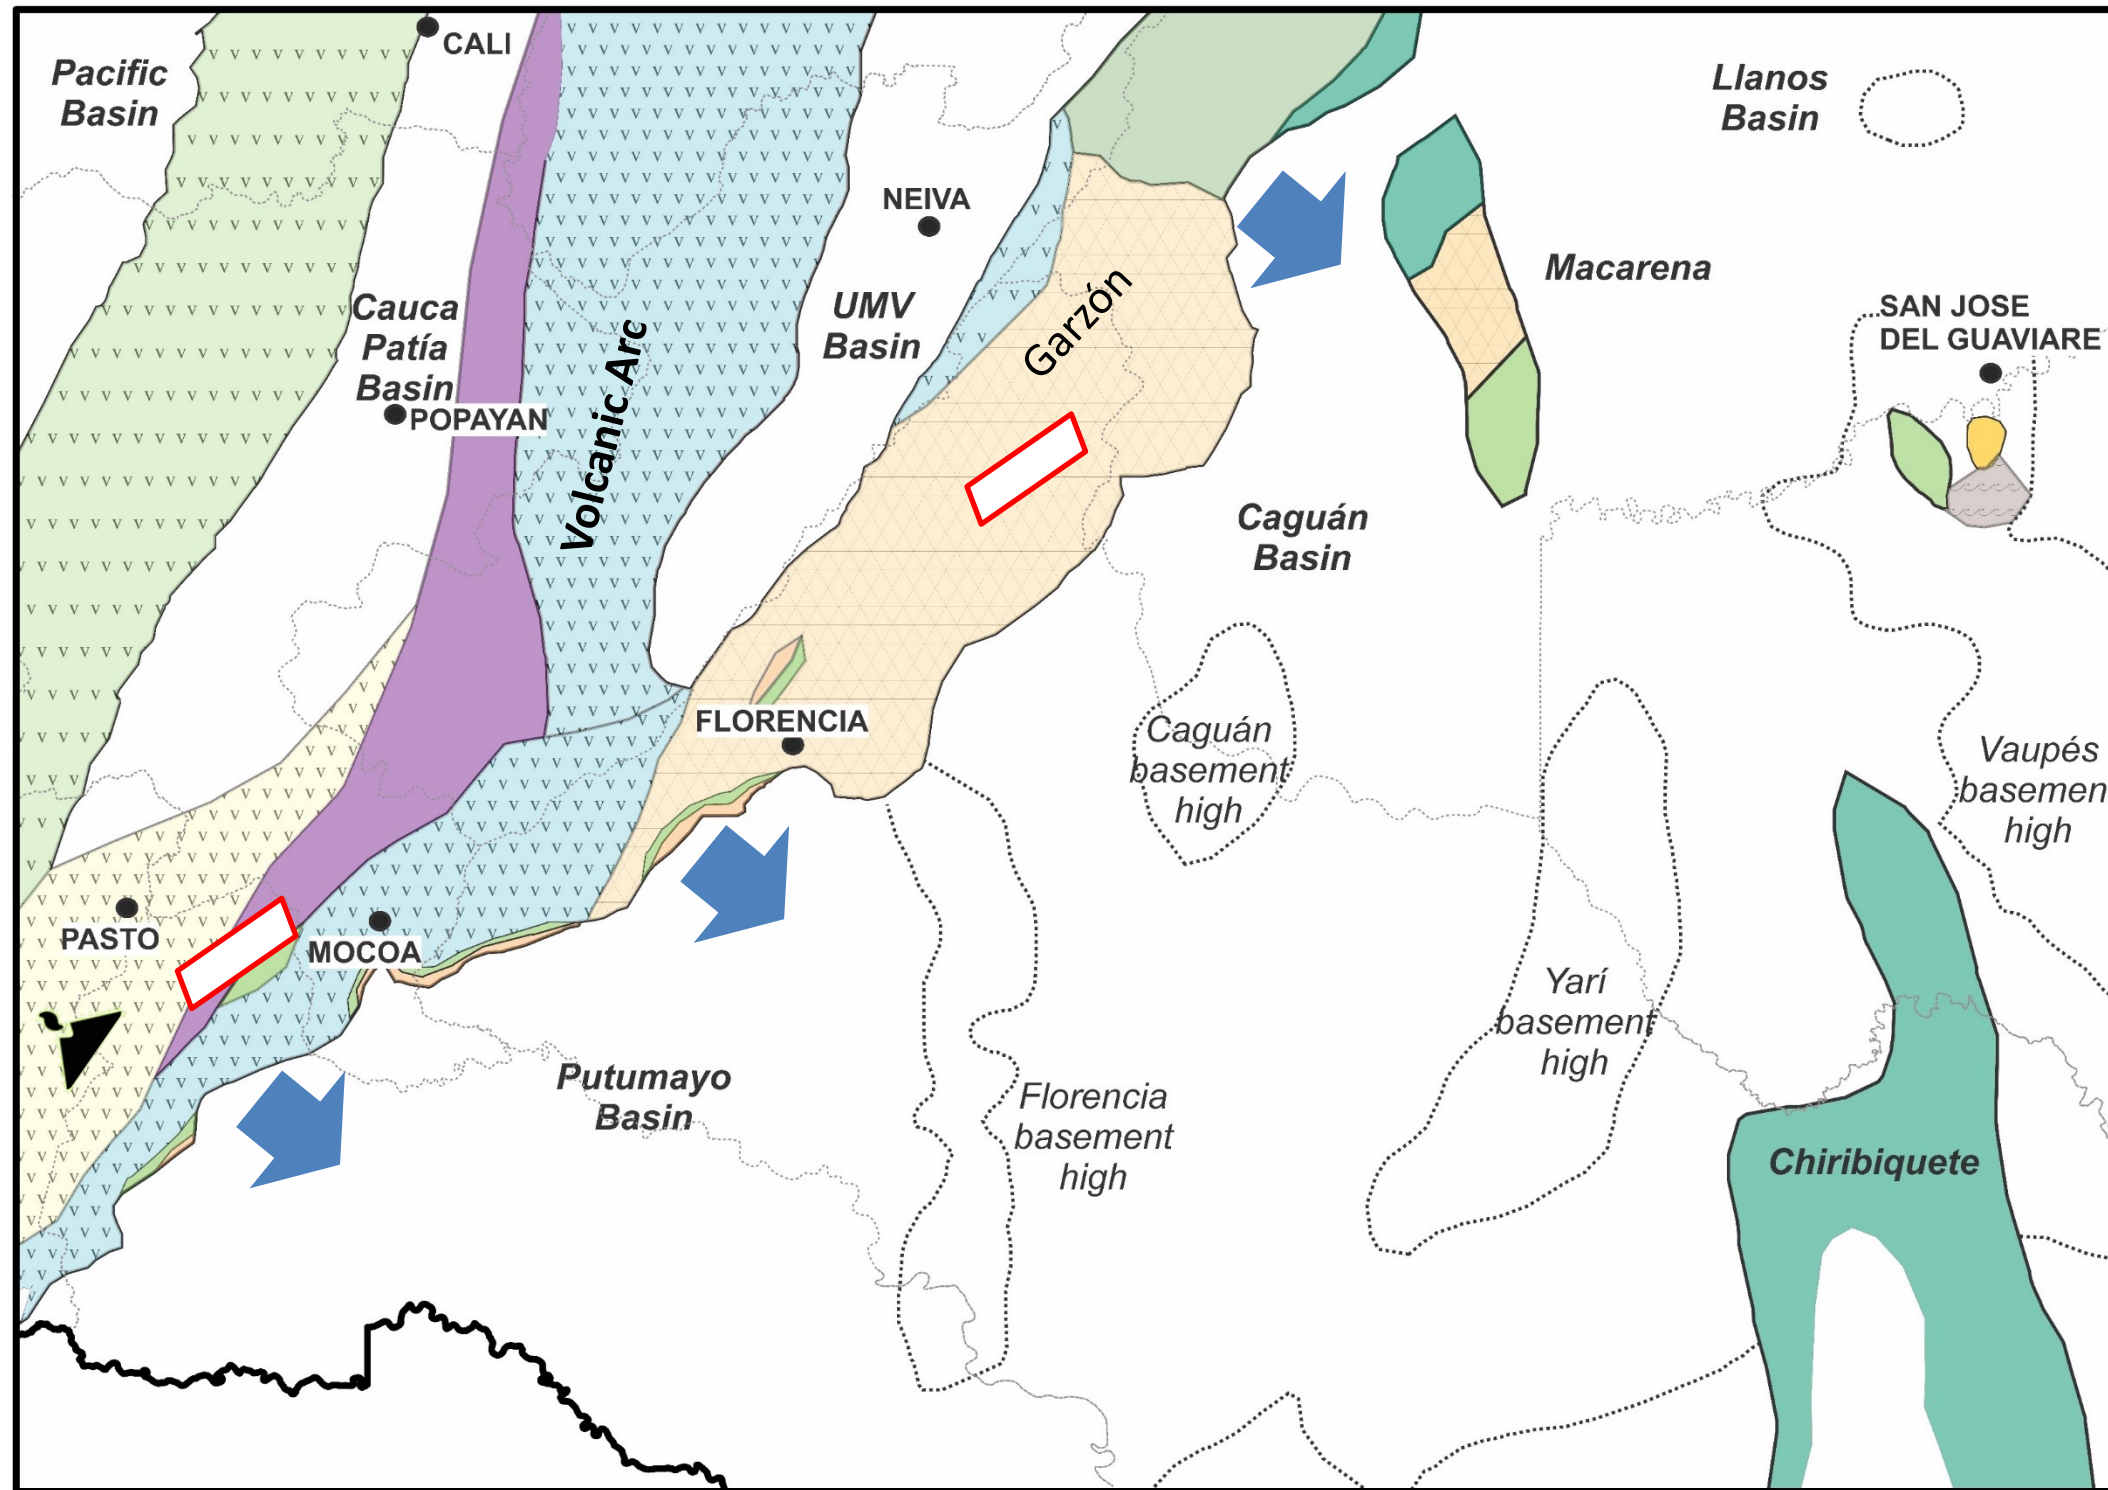 CALI
Pacific
Basin
Llanos
Basin
NEIVA
Macarena
Garzón
Cauca
Patía
Basin
UMV
Basin
SAN JOSE
DEL GUAVIARE
POPAYAN
Volcanic Arc
Caguán
Basin
FLORENCIA
Caguán
basement
high
Vaupés
basemen
high
PASTO
MOCOA
Yarí
basement
high
Putumayo
Basin
Florencia
basement
high
Chiribiquete